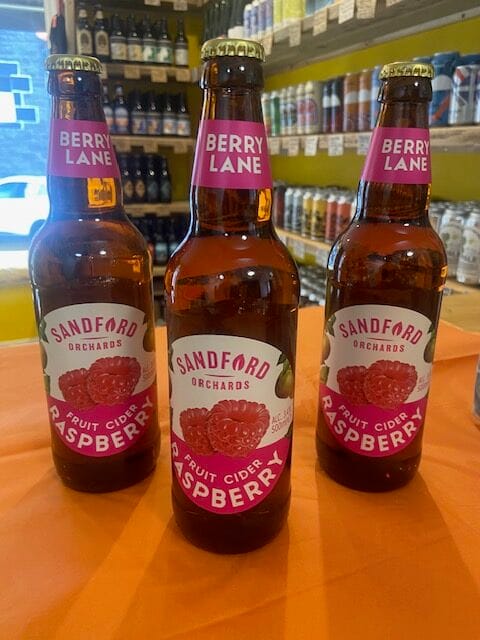 BERRY
LANE
SANDFORD
ORCHARDS
FRUIT CIDER
RASPBERRY
BERRY
LANE
SANDFORD
ORCHARDS
FRUIT CIDER
RASPBERRY
BERRY
LANE
SANDFORD
ORCHARDS
FRUIT CIDER
RASPBERRY